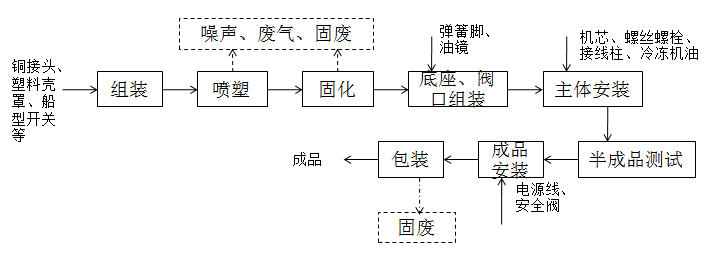 噪声、废气、固废
弹簧脚、
油镜
机芯、螺丝螺栓、
接线柱、冷冻机油
铜接头、
塑料壳
罩、船
型开关
等
组装
喷塑
固化
底座、阀
口组装
主体安装
成品
包装
成品
安装
半成品测试
电源线、
安全阀
固废